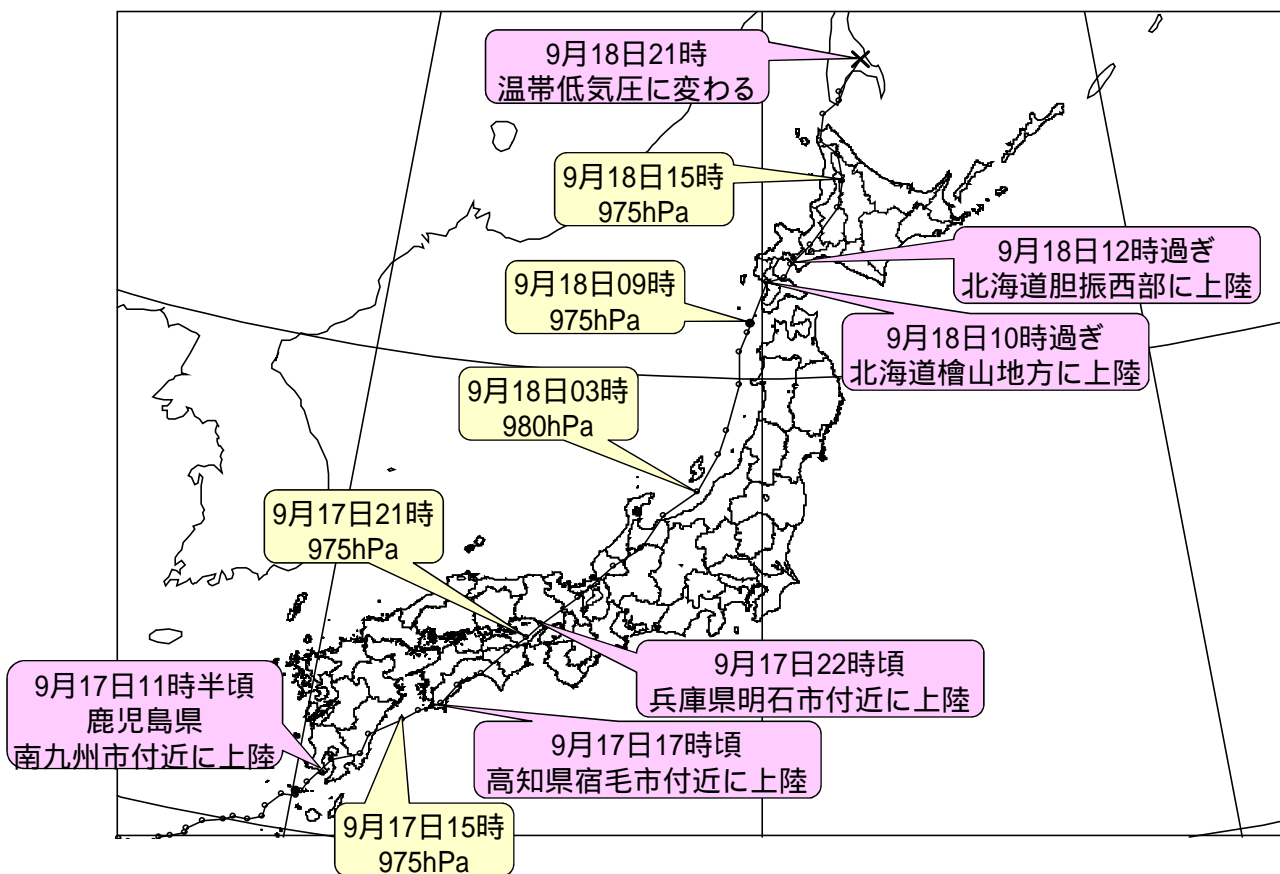 9月18日21時
温帯低気圧に変わる
9月18日15時
975hPa
9月18日12時過ぎ
北海道胆振西部に上陸
9月18日09時
975hPa
9月18日10時過ぎ
北海道檜山地方に上陸
9月18日03時
980hPa
9月17日21時
975hPa
9月17日22時頃
兵庫県明石市付近に上陸
9月17日11時半頃
鹿児島県
南九州市付近に上陸
9月17日17時頃
高知県宿毛市付近に上陸
9月17日15時
975hPa